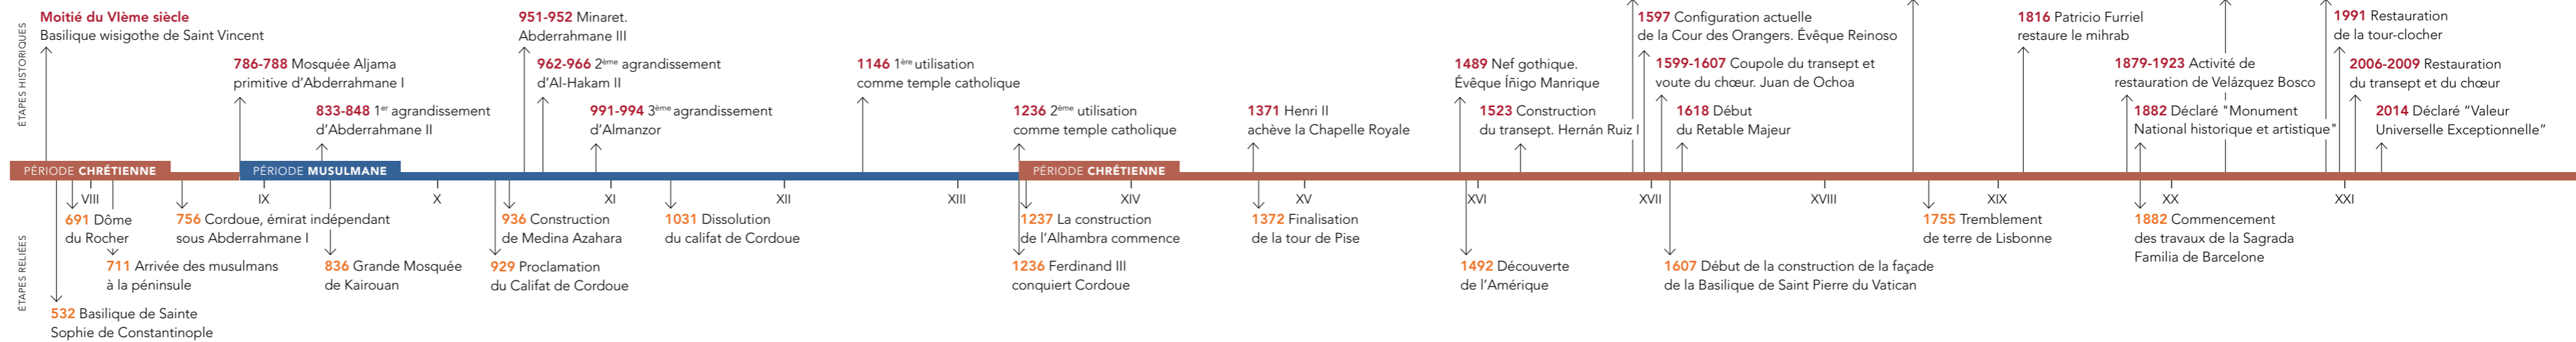 ÉTAPES HISTORIQUES
Moitié du VIème siècle
Basilique wisigothe de Saint Vincent
786-788 Mosquée Aljama
primitive d'Abderrahmane I
833-848 1er agrandissement
d'Abderrahmane II
951-952 Minaret.
Abderrahmane III
962-966 2ème agrandissement
d'Al-Hakam II
991-994 3ème agrandissement
d'Almanzor
1146 1ère utilisation
comme temple catholique
1236 2ème utilisation
comme temple catholique
1371 Henri II
achève la Chapelle Royale
1489 Nef gothique.
Évêque Íñigo Manrique
1523 Construction
du transept. Hernán Ruiz I
1597 Configuration actuelle
de la Cour des Orangers. Évêque Reinoso
1599-1607 Coupole du transept et
voute du chœur. Juan de Ochoa
1618 Début
du Retable Majeur
1816 Patricio Furriel
restaure le mihrab
1879-1923 Activité de
restauration de Velázquez Bosco
1882 Déclaré "Monument
National historique et artistique"
1991 Restauration
de la tour-clocher
2006-2009 Restauration
du transept et du chœur
2014 Déclaré “Valeur
Universelle Exceptionnelle”
PÉRIODE CHRÉTIENNE
PÉRIODE MUSULMANE
PÉRIODE CHRÉTIENNE
VIII
IX
X
XI
XII
XIII
XIV
XV
XVI
XVII
XVIII
XIX
XX
XXI
ÉTAPES RELIÉES
532 Basilique de Sainte
Sophie de Constantinople
691 Dôme
du Rocher
711 Arrivée des musulmans
à la péninsule
756 Cordoue, émirat indépendant
sous Abderrahmane I
836 Grande Mosquée
de Kairouan
929 Proclamation
du Califat de Cordoue
936 Construction
de Medina Azahara
1031 Dissolution
du califat de Cordoue
1237 La construction
de l'Alhambra commence
1236 Ferdinand III
conquiert Cordoue
1372 Finalisation
de la tour de Pise
1492 Découverte
de l'Amérique
1607 Début de la construction de la façade
de la Basilique de Saint Pierre du Vatican
1755 Tremblement
de terre de Lisbonne
1882 Commencement
des travaux de la Sagrada
Familia de Barcelone